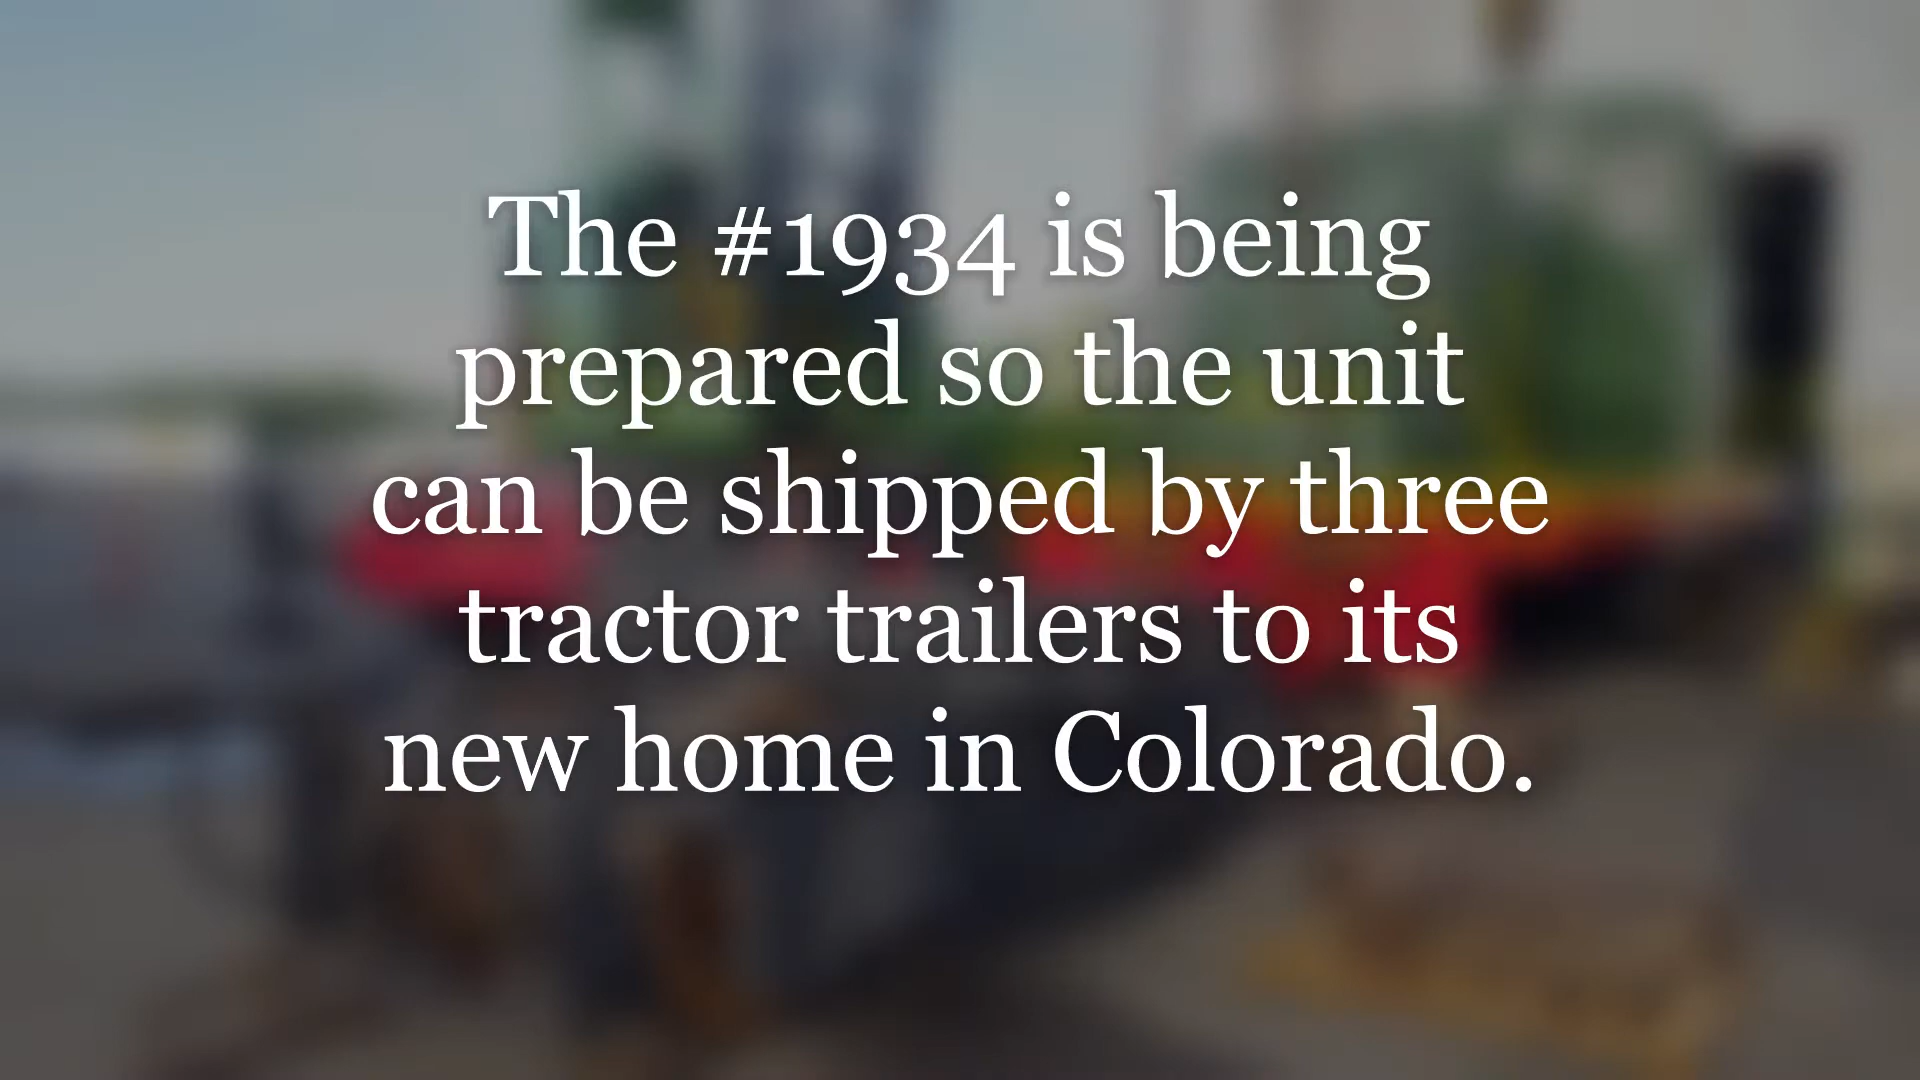 The #1934 is being
prepared so the unit
can be shipped by three
tractor trailers to its
new home in Colorado.